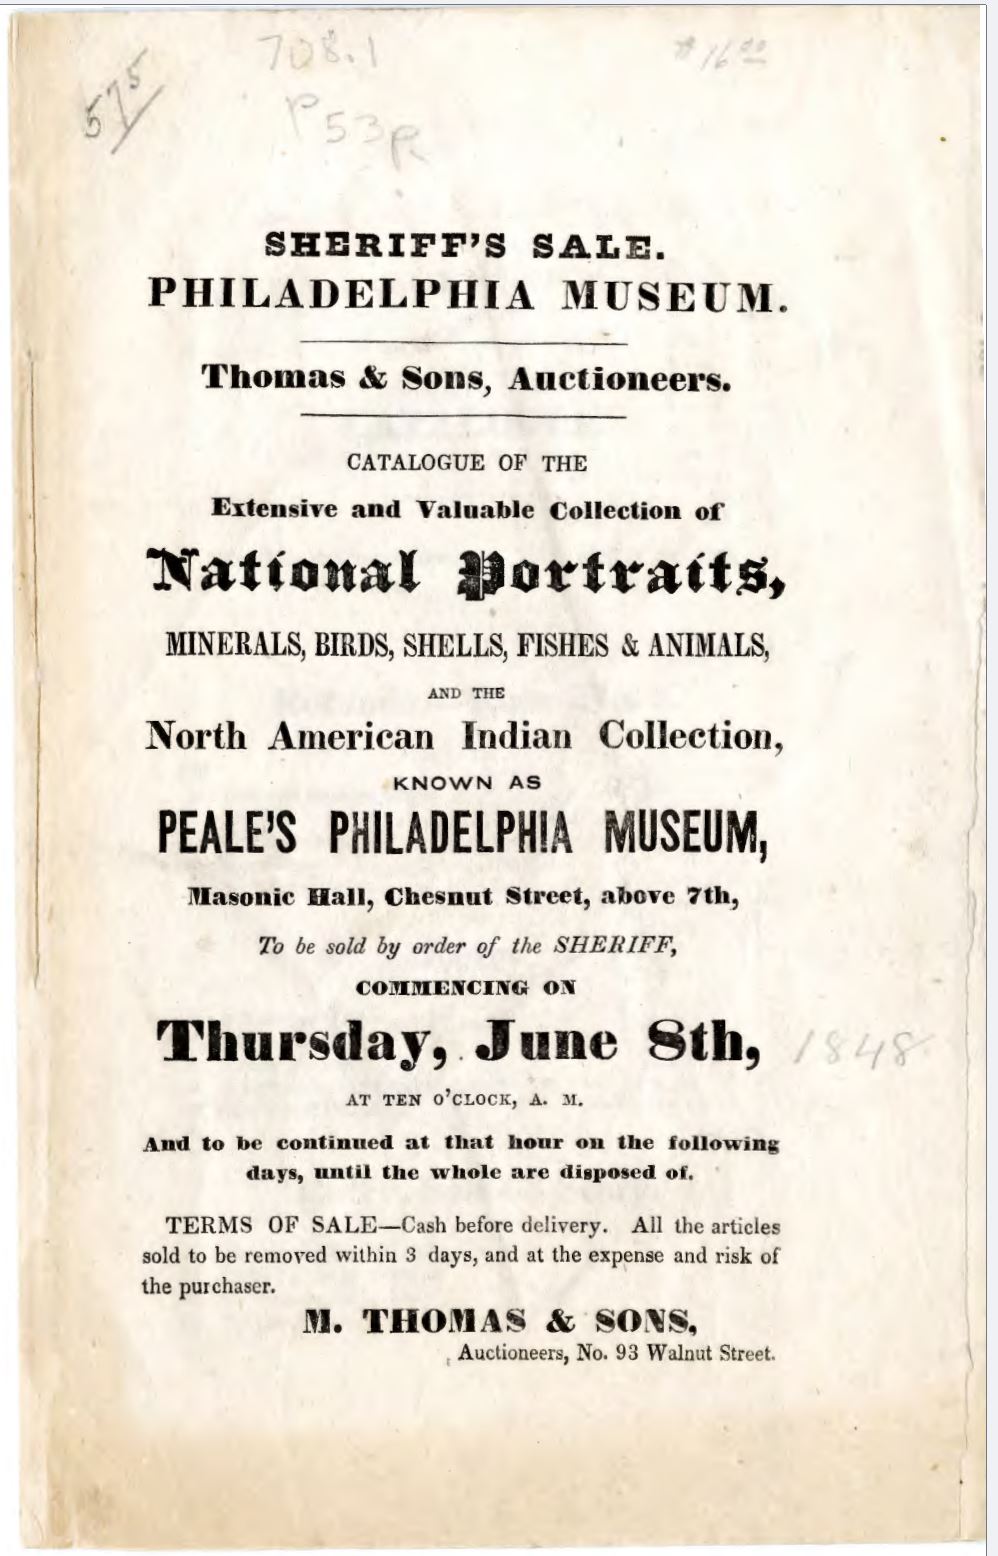 708.1
$16.00
575
P53p
SHERIFF'S SALE.
PHILADELPHIA MUSEUM.
Thomas & Sons, Auctioneers.
CATALOGUE OF THE
Extensive and Valuable Collection of
National Portraits,
MINERALS, BIRDS, SHELLS, FISHES & ANIMALS,
AND THE
North American Indian Collection,
KNOWN AS
PEALE'S PHILADELPHIA MUSEUM,
Masonic Hall, Chesnut Street, above 7th,
To be sold by order of the SHERIFF,
COMMENCING ON
Thursday, June 8th, 1848
AT TEN O'CLOCK, A. M.
And to be continued at that hour on the following
days, until the whole are disposed of.
TERMS OF SALE—Cash before delivery. All the articles
sold to be removed within 3 days, and at the expense and risk of
the purchaser.
M. THOMAS & SONS,
Auctioneers, No. 93 Walnut Street.